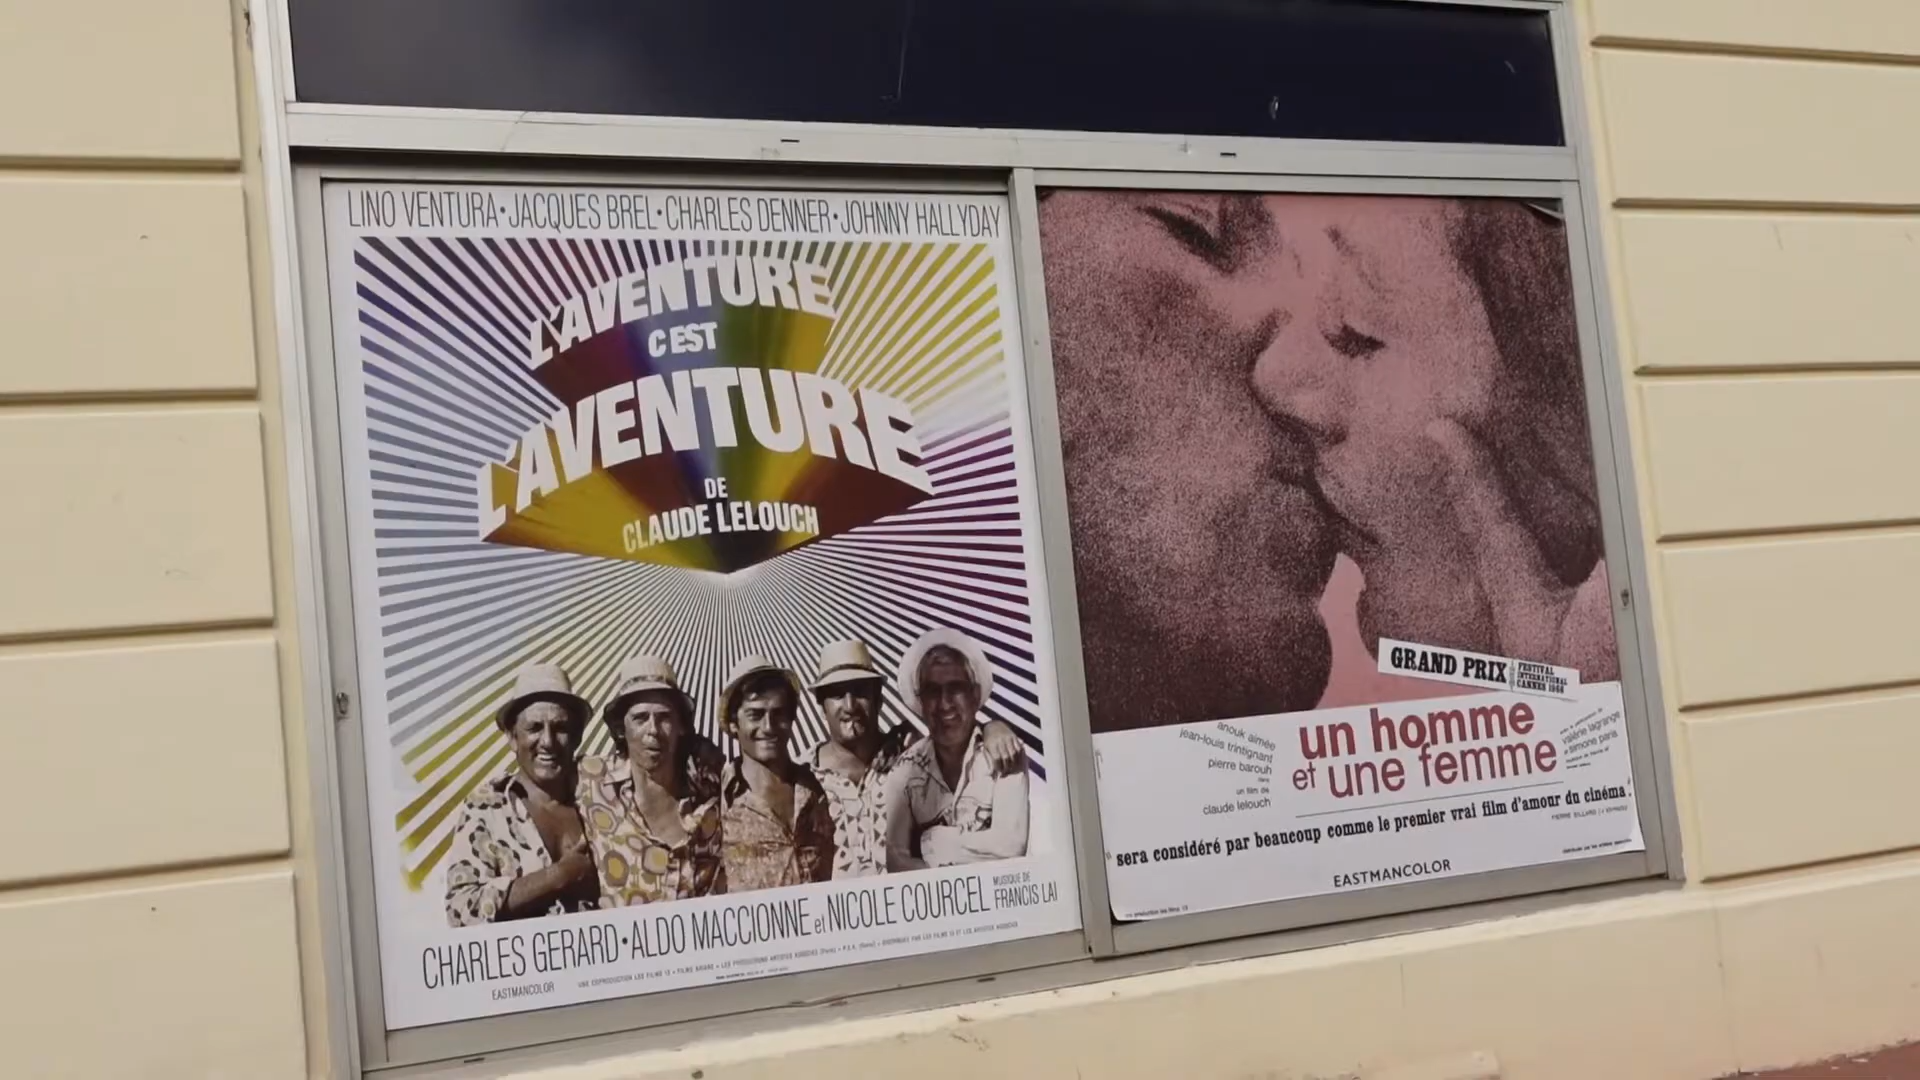 LINO VENTURA • JACQUES BREL • CHARLES DENNER • JOHNNY HALLYDAY
L'AVENTURE
C'EST
L'AVENTURE
DE
CLAUDE LELOUCH
CHARLES GERARD • ALDO MACCIONNE et NICOLE COURCEL
MUSIQUE DE
FRANCIS LAI
EASTMANCOLOR
GRAND PRIX
FESTIVAL
INTERNATIONAL
CANNES 1966
anouk aimée
jean-louis trintignant
pierre barouh
dans
un film de
claude lelouch
un homme
et une femme
valérie lagrange
simone paris
"sera considéré par beaucoup comme le premier vrai film d'amour du cinéma."
EASTMANCOLOR